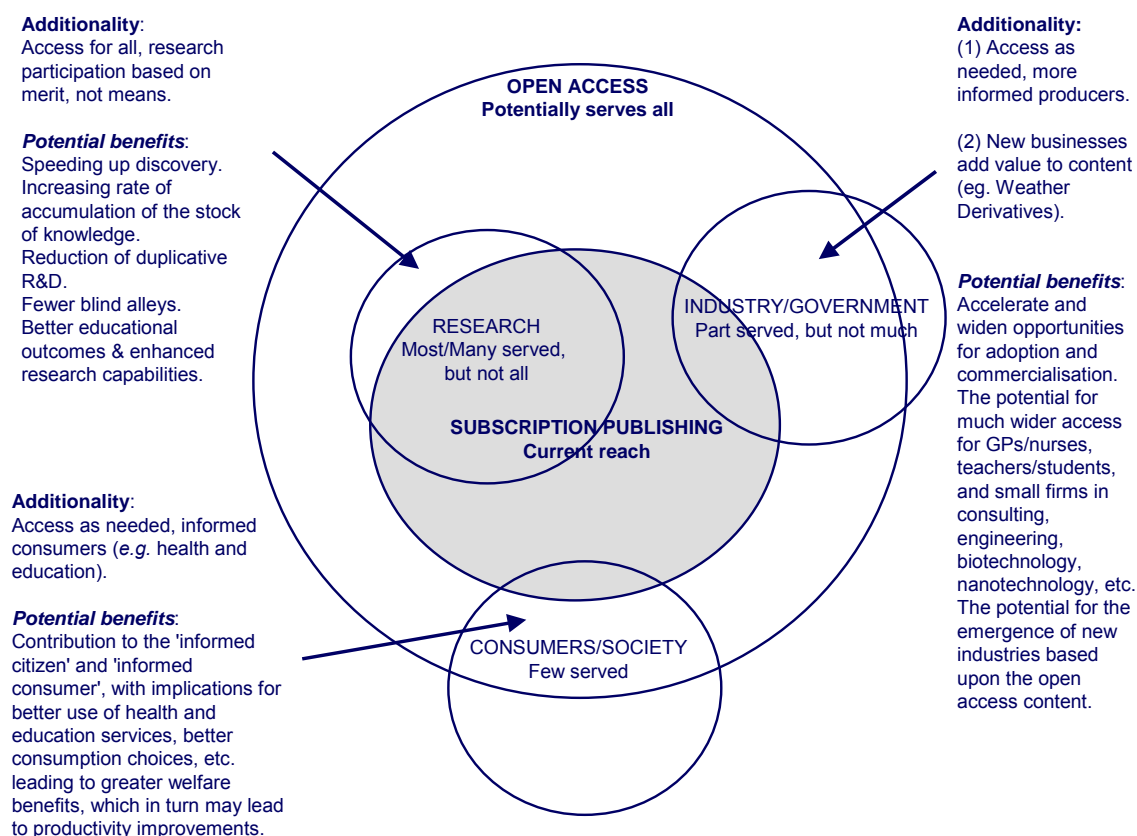 Additionality:
Access for all, research
participation based on
merit, not means.
Potential benefits:
Speeding up discovery.
Increasing rate of
accumulation of the stock
of knowledge.
Reduction of duplicative
R&D.
Fewer blind alleys.
Better educational
outcomes & enhanced
research capabilities.
Additionality:
Access as needed, informed
consumers (e.g. health and
education).
Potential benefits:
Contribution to the 'informed
citizen' and 'informed
consumer', with implications for
better use of health and
education services, better
consumption choices, etc.
leading to greater welfare
benefits, which in turn may lead
to productivity improvements.
OPEN ACCESS
Potentially serves all
RESEARCH
Most/Many served,
but not all
INDUSTRY/GOVERNMENT
Part served, but not much
SUBSCRIPTION PUBLISHING
Current reach
CONSUMERS/SOCIETY
Few served
Additionality:
(1) Access as
needed, more
informed producers.
(2) New businesses
add value to content
(eg. Weather
Derivatives).
Potential benefits:
Accelerate and
widen opportunities
for adoption and
commercialisation.
The potential for
much wider access
for GPs/nurses,
teachers/students,
and small firms in
consulting,
engineering,
biotechnology,
nanotechnology, etc.
The potential for the
emergence of new
industries based
upon the open
access content.